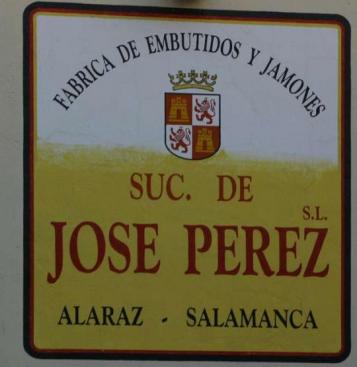 FABRICA DE EMBUTIDOS Y JAMONES
SUC. DE
JOSE PEREZ S.L.
ALARAZ - SALAMANCA